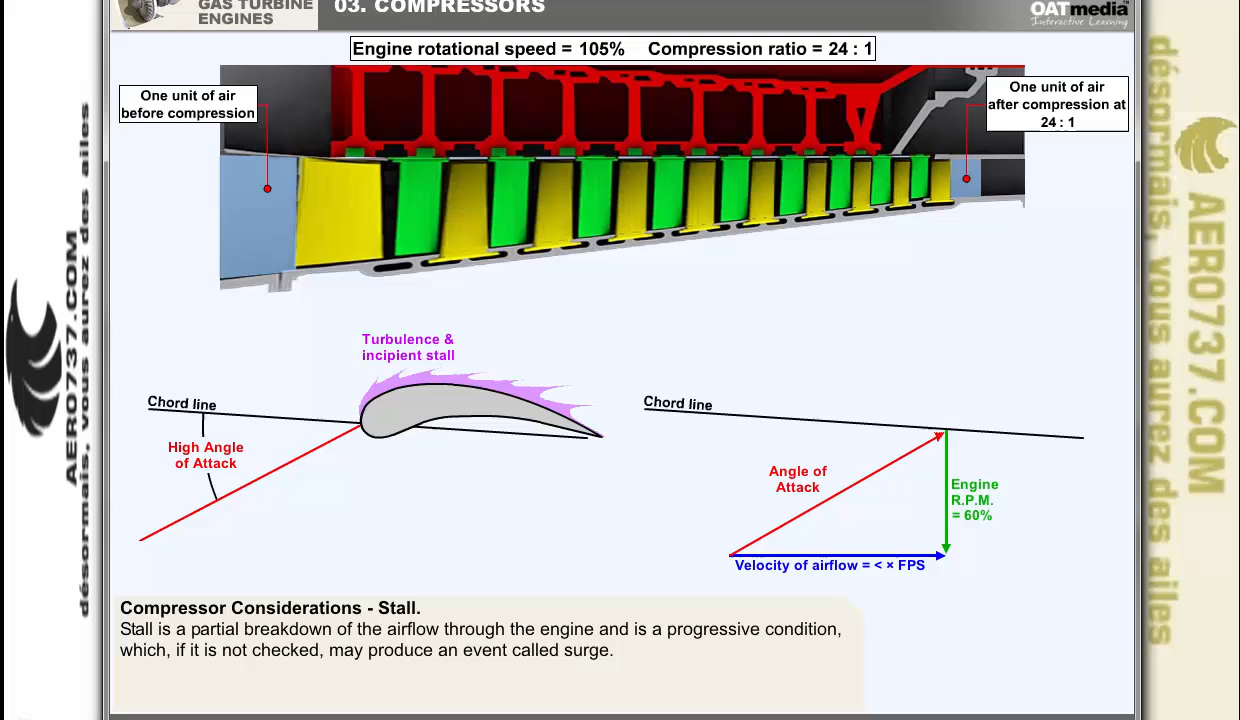 GAS TURBINE
ENGINES
03. COMPRESSORS
OATmedia™
Interactive Learning
Engine rotational speed = 105% Compression ratio = 24 : 1
One unit of air
before compression
One unit of air
after compression at
24 : 1
Turbulence &
incipient stall
Chord line
High Angle
of Attack
Chord line
Angle of
Attack
Engine
R.P.M.
= 60%
Velocity of airflow = < × FPS
Compressor Considerations - Stall.
Stall is a partial breakdown of the airflow through the engine and is a progressive condition,
which, if it is not checked, may produce an event called surge.
AERO737.COM
désormais, vous aurez des ailes
AERO737.COM
désormais, vous aurez des ailes